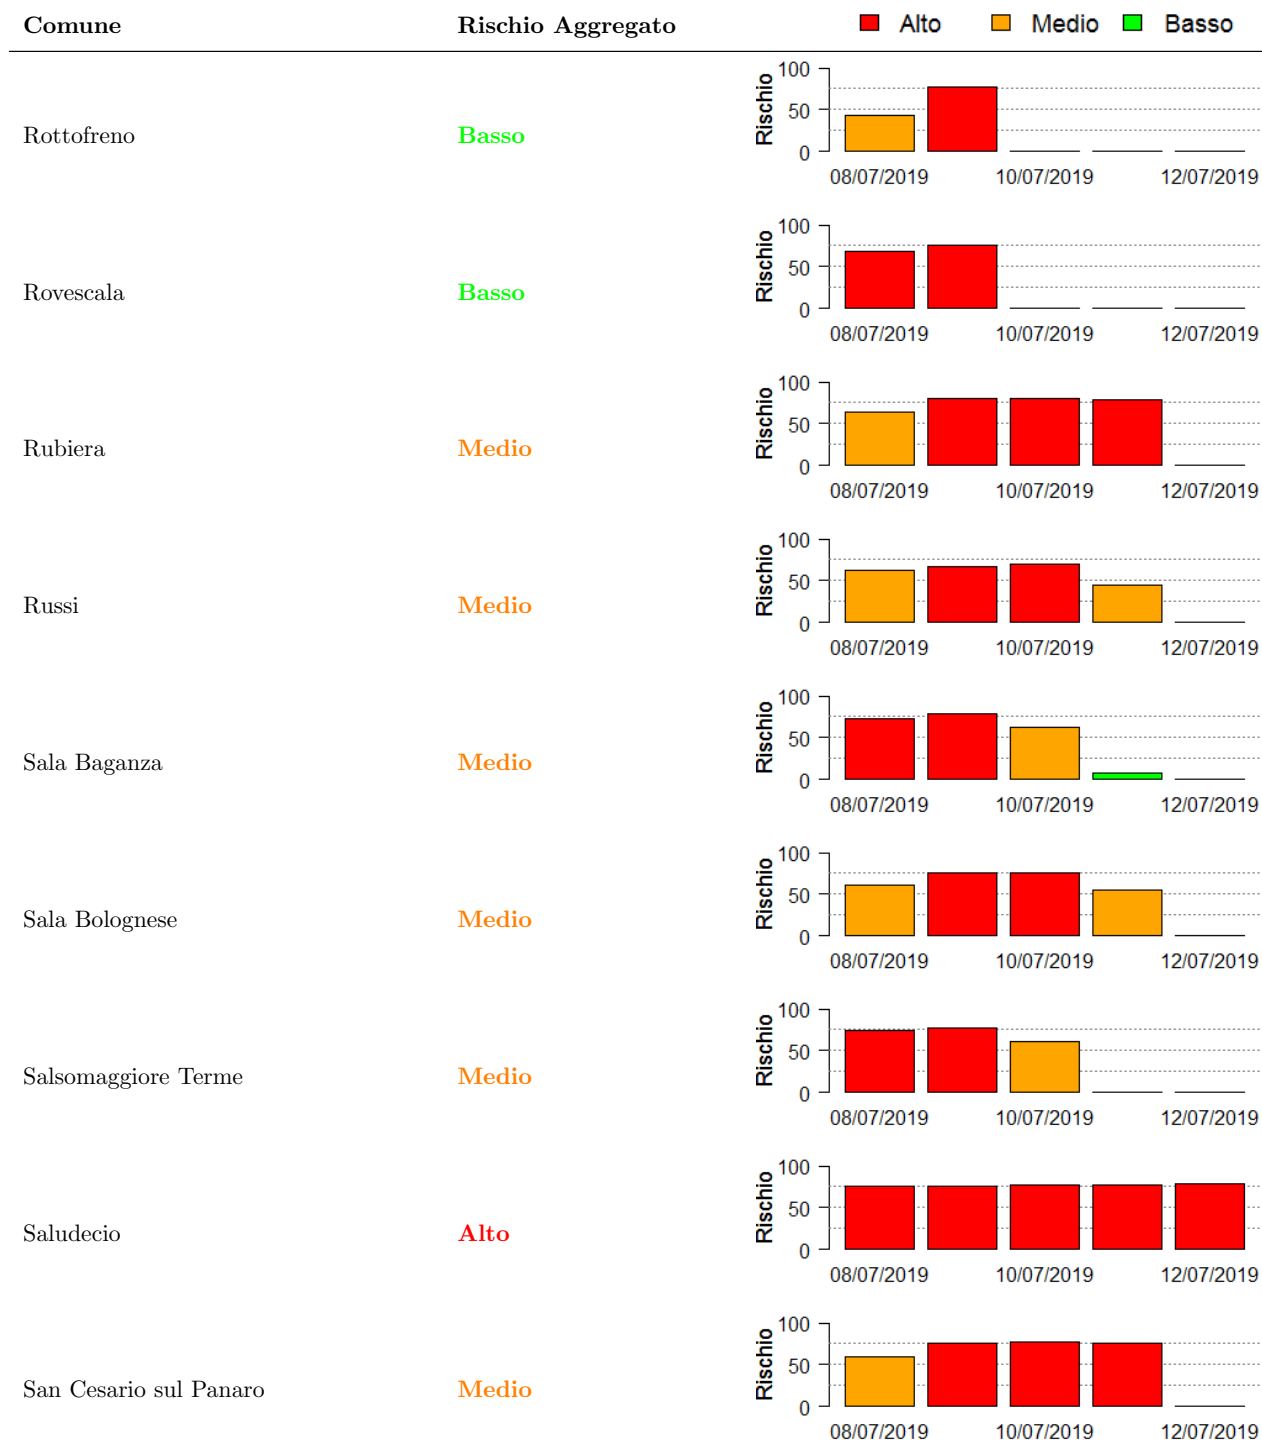 Comune Rischio Aggregato Alto Medio Basso
100
50
0
Rischio
Rottofreno Basso
08/07/2019 10/07/2019 12/07/2019
100
50
0
Rischio
Rovescala Basso
08/07/2019 10/07/2019 12/07/2019
100
50
0
Rischio
Rubiera Medio
08/07/2019 10/07/2019 12/07/2019
100
50
0
Rischio
Russi Medio
08/07/2019 10/07/2019 12/07/2019
100
50
0
Rischio
Sala Baganza Medio
08/07/2019 10/07/2019 12/07/2019
100
50
0
Rischio
Sala Bolognese Medio
08/07/2019 10/07/2019 12/07/2019
100
50
0
Rischio
Salsomaggiore Terme Medio
08/07/2019 10/07/2019 12/07/2019
100
50
0
Rischio
Saludecio Alto
08/07/2019 10/07/2019 12/07/2019
100
50
0
Rischio
San Cesario sul Panaro Medio
08/07/2019 10/07/2019 12/07/2019